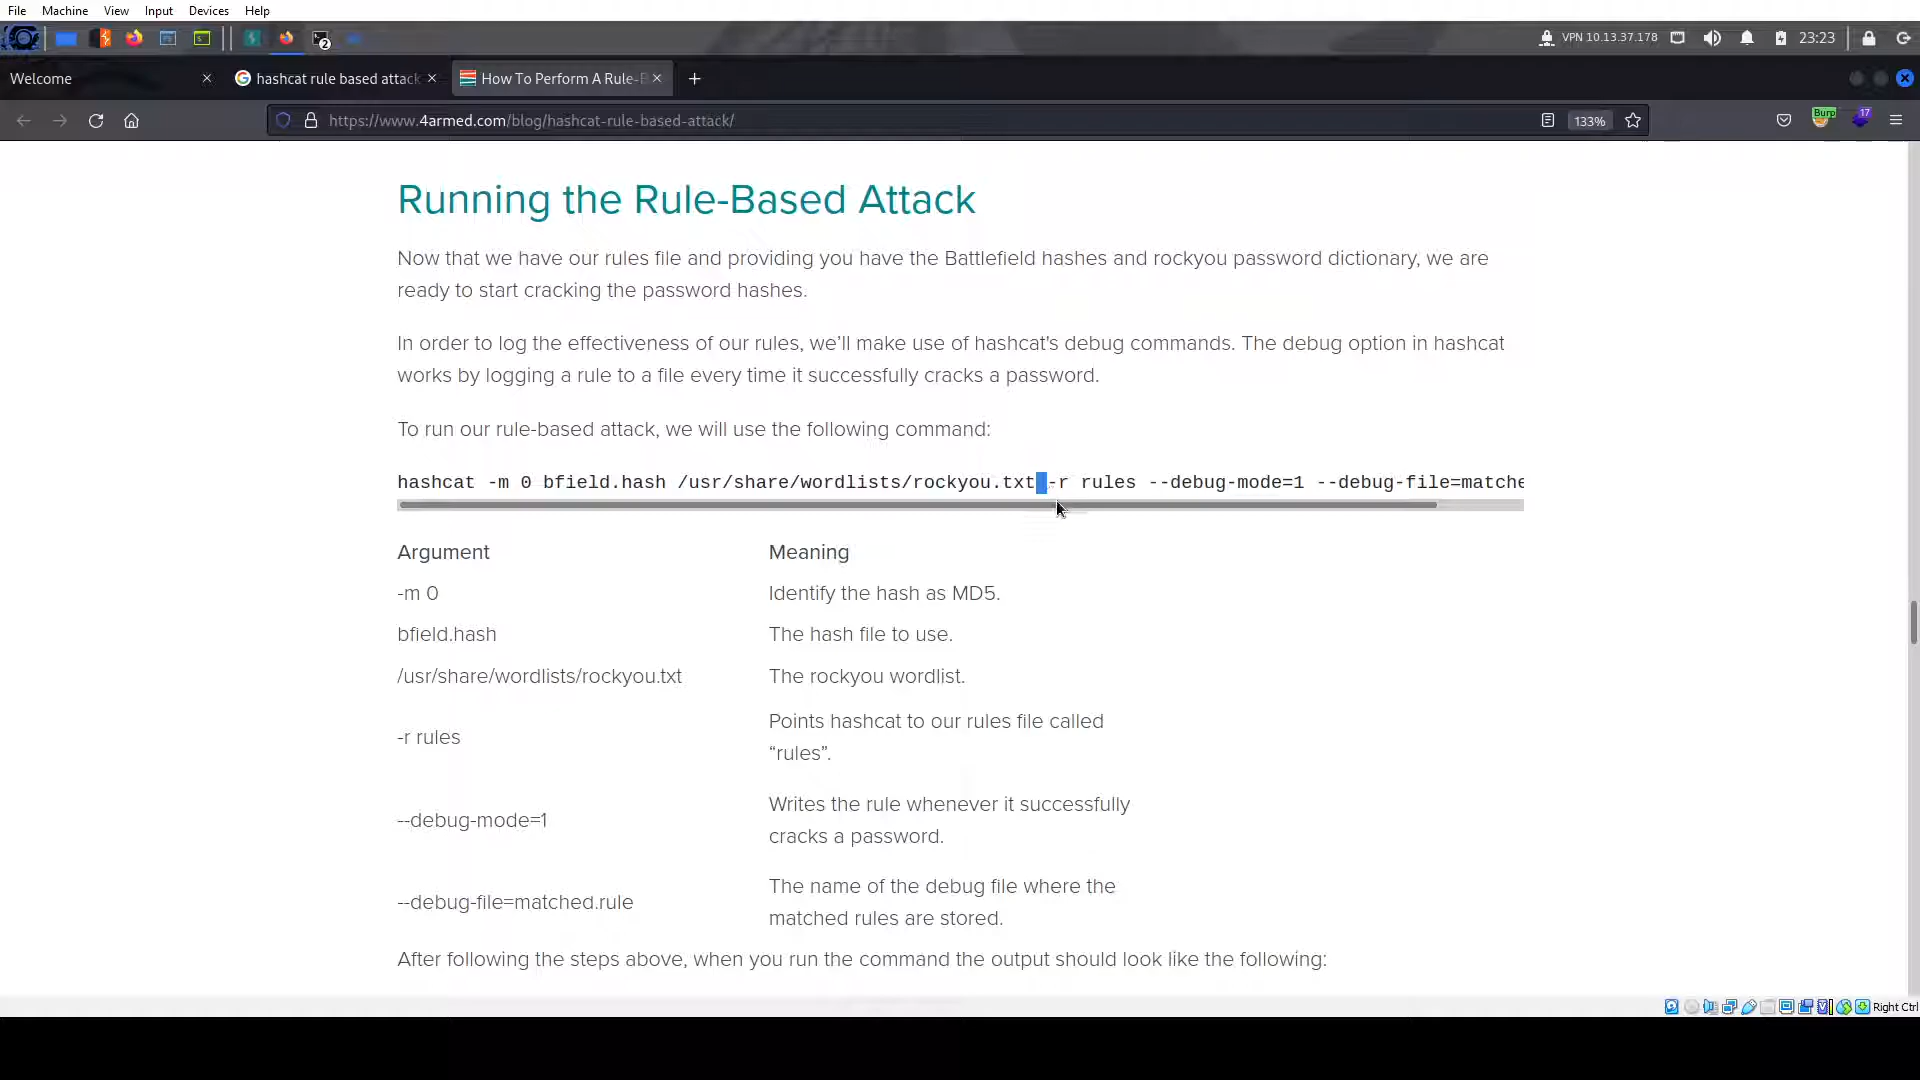 File Machine View Input Devices Help
2 VPN 10.13.37.178 23:23
Welcome hashcat rule based attack How To Perform A Rule-B
https://www.4armed.com/blog/hashcat-rule-based-attack/ 133% Burp 17
Running the Rule-Based Attack
Now that we have our rules file and providing you have the Battlefield hashes and rockyou password dictionary, we are
ready to start cracking the password hashes.
In order to log the effectiveness of our rules, we’ll make use of hashcat's debug commands. The debug option in hashcat
works by logging a rule to a file every time it successfully cracks a password.
To run our rule-based attack, we will use the following command:
hashcat -m 0 bfield.hash /usr/share/wordlists/rockyou.txt -r rules --debug-mode=1 --debug-file=matche
Argument Meaning
-m 0 Identify the hash as MD5.
bfield.hash The hash file to use.
/usr/share/wordlists/rockyou.txt The rockyou wordlist.
-r rules Points hashcat to our rules file called
“rules”.
--debug-mode=1 Writes the rule whenever it successfully
cracks a password.
--debug-file=matched.rule The name of the debug file where the
matched rules are stored.
After following the steps above, when you run the command the output should look like the following:
Right Ctrl